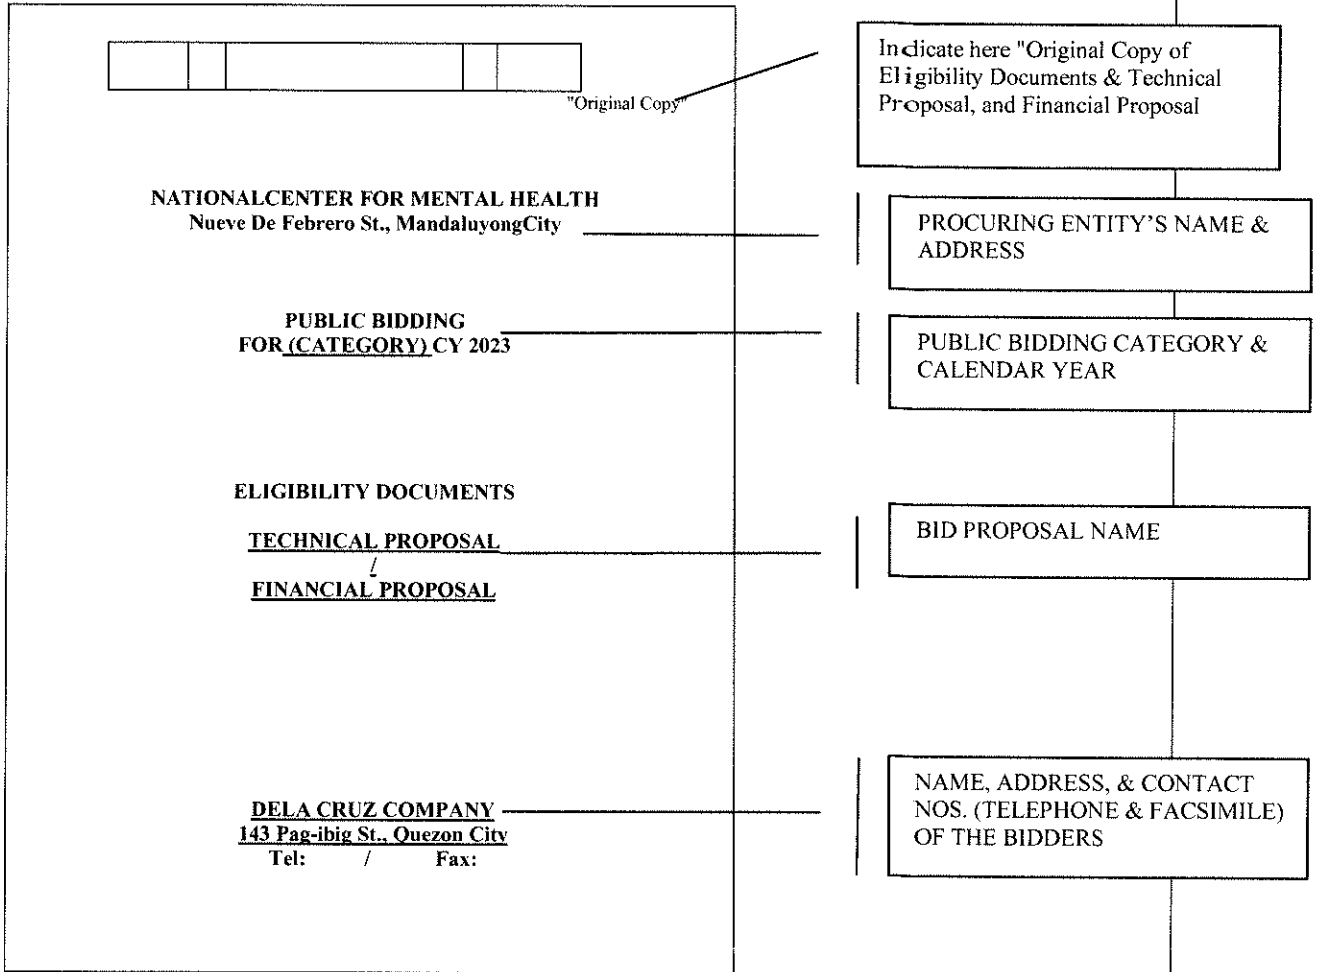 "Original Copy"
Indicate here "Original Copy of
Eligibility Documents & Technical
Proposal, and Financial Proposal
NATIONALCENTER FOR MENTAL HEALTH
Nueve De Febrero St., MandaluyongCity
PROCURING ENTITY'S NAME &
ADDRESS
PUBLIC BIDDING
FOR (CATEGORY) CY 2023
PUBLIC BIDDING CATEGORY &
CALENDAR YEAR
ELIGIBILITY DOCUMENTS
TECHNICAL PROPOSAL
/
FINANCIAL PROPOSAL
BID PROPOSAL NAME
DELA CRUZ COMPANY
143 Pag-ibig St., Quezon City
Tel: / Fax:
NAME, ADDRESS, & CONTACT
NOS. (TELEPHONE & FACSIMILE)
OF THE BIDDERS